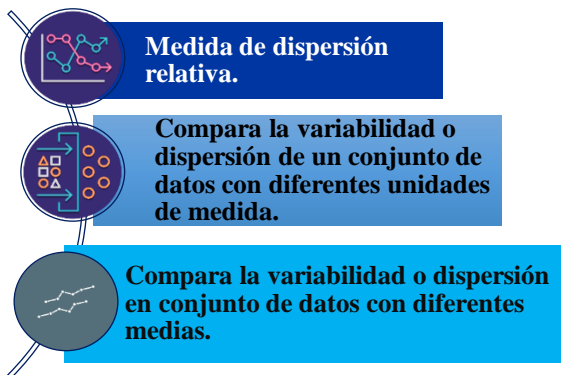 Medida de dispersión
relativa.
Compara la variabilidad o
dispersión de un conjunto de
datos con diferentes unidades
de medida.
Compara la variabilidad o dispersión
en conjunto de datos con diferentes
medias.